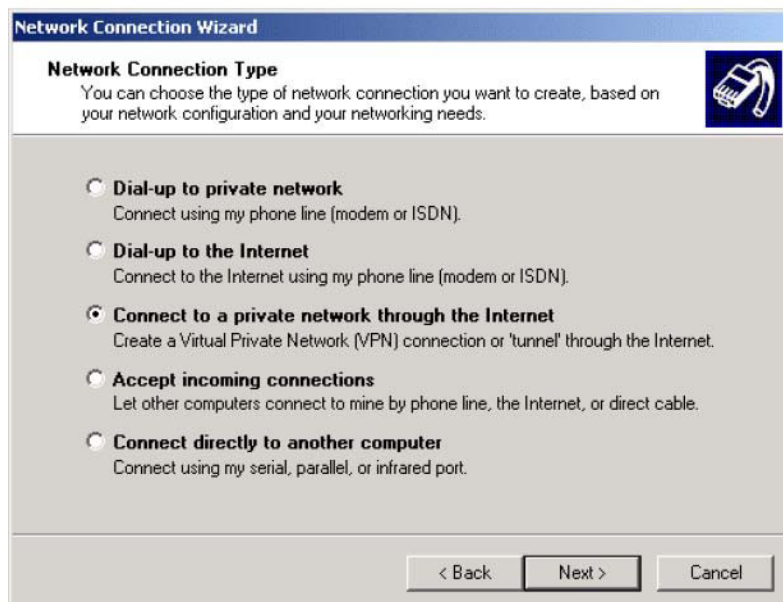 Network Connection Wizard
Network Connection Type
You can choose the type of network connection you want to create, based on
your network configuration and your networking needs.
Dial-up to private network
Connect using my phone line (modem or ISDN).
Dial-up to the Internet
Connect to the Internet using my phone line (modem or ISDN).
Connect to a private network through the Internet
Create a Virtual Private Network (VPN) connection or 'tunnel' through the Internet.
Accept incoming connections
Let other computers connect to mine by phone line, the Internet, or direct cable.
Connect directly to another computer
Connect using my serial, parallel, or infrared port.
< Back Next > Cancel